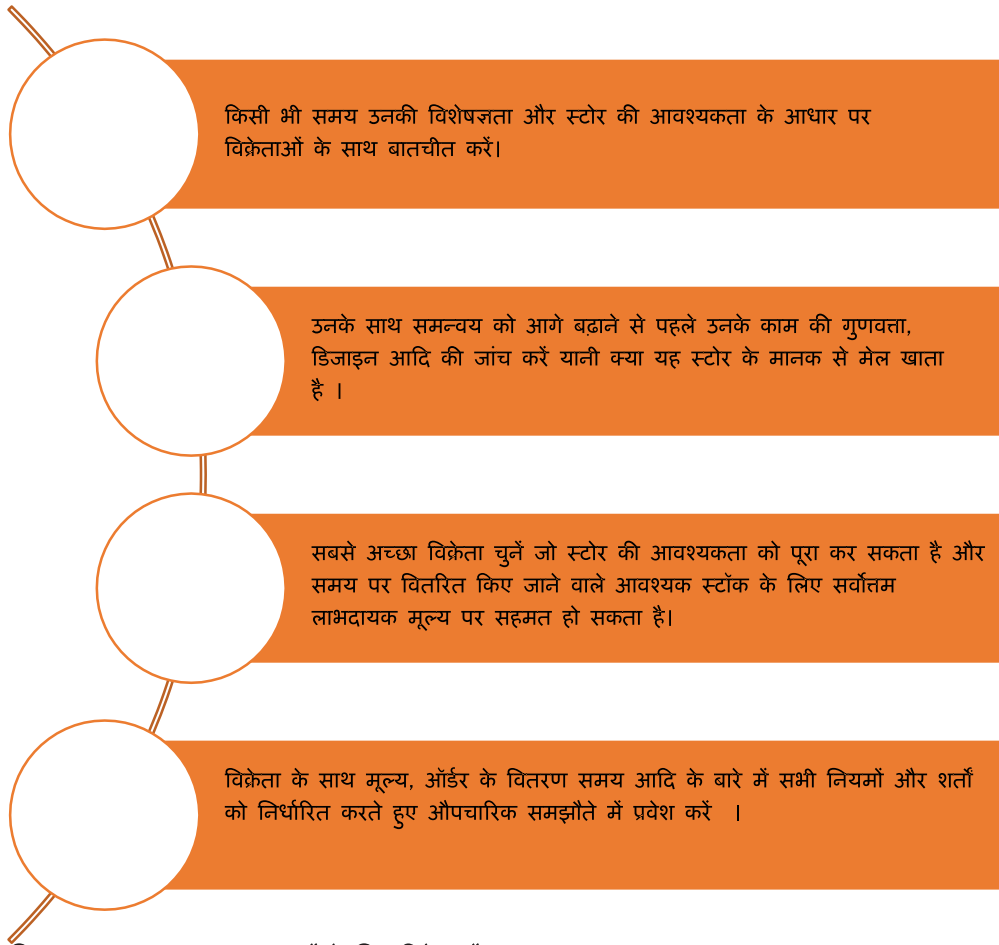 किसी भी समय उनकी विशेषज्ञता और स्टोर की आवश्यकता के आधार पर
विक्रेताओं के साथ बातचीत करें।
उनके साथ समन्वय को आगे बढ़ाने से पहले उनके काम की गुणवत्ता,
डिजाइन आदि की जांच करें यानी क्या यह स्टोर के मानक से मेल खाता
है ।
सबसे अच्छा विक्रेता चुनें जो स्टोर की आवश्यकता को पूरा कर सकता है और
समय पर वितरित किए जाने वाले आवश्यक स्टॉक के लिए सर्वोत्तम
लाभदायक मूल्य पर सहमत हो सकता है।
विक्रेता के साथ मूल्य, ऑर्डर के वितरण समय आदि के बारे में सभी नियमों और शर्तों
को निर्धारित करते हुए औपचारिक समझौते में प्रवेश करें ।